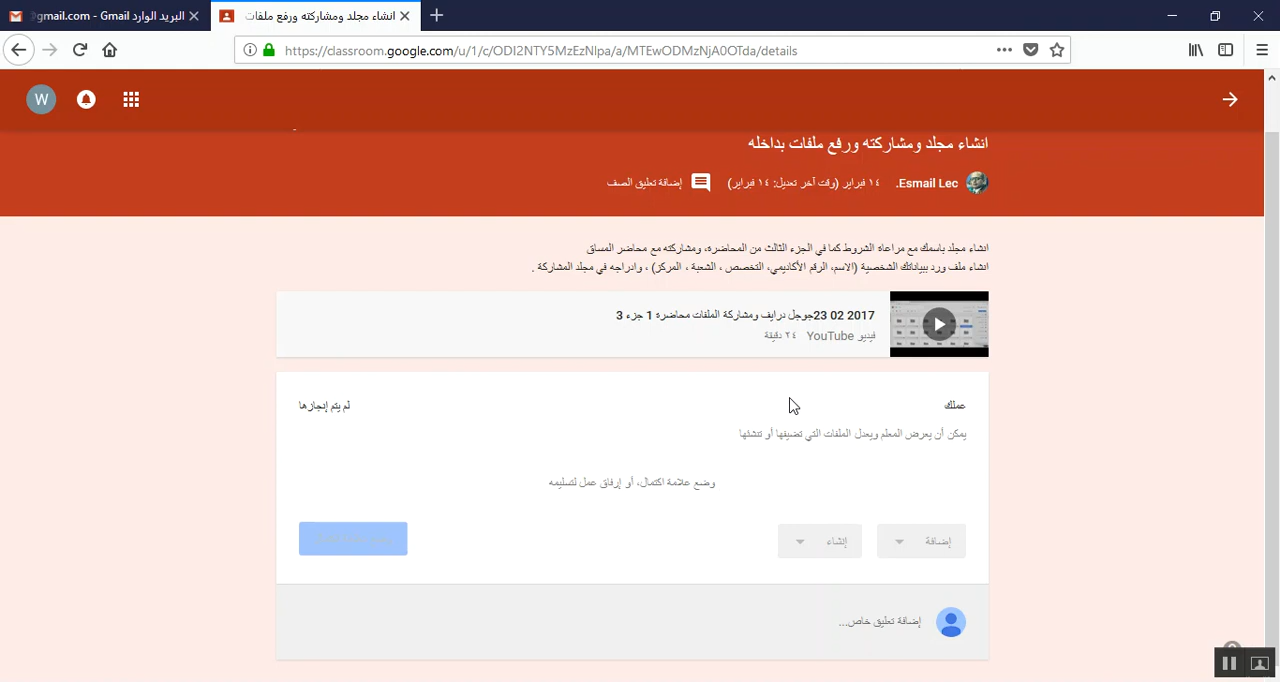 @gmail.com - Gmail البريد الوارد
انشاء مجلد ومشاركته ورفع ملفات
https://classroom.google.com/u/1/c/ODI2NTY5MzEzNlpa/a/MTEwODMzNjA0OTda/details
W
انشاء مجلد ومشاركته ورفع ملفات بداخله
Esmail Lec. ١٤ فبراير (وقت آخر تعديل: ١٤ فبراير) إضافة تعليق الصف
انشاء مجلد باسمك مع مراعاة الشروط كما في الجزء الثالث من المحاضرة، ومشاركته مع محاضر المساق
انشاء ملف ورد ببياناتك الشخصية (الاسم، الرقم الأكاديمي، التخصص ، الشعبة ، المركز) ، وادراجه في مجلد المشاركة .
23 02 2017جوجل درايف ومشاركة الملفات محاضرة 1 جزء 3
فيديو YouTube ٢٤ دقيقة
عملك لم يتم إنجازها
يمكن أن يعرض المعلم ويعدل الملفات التي تضيفها أو تنشئها
وضع علامة اكتمال، أو إرفاق عمل لتسليمه
إضافة إنشاء
إضافة تعليق خاص...